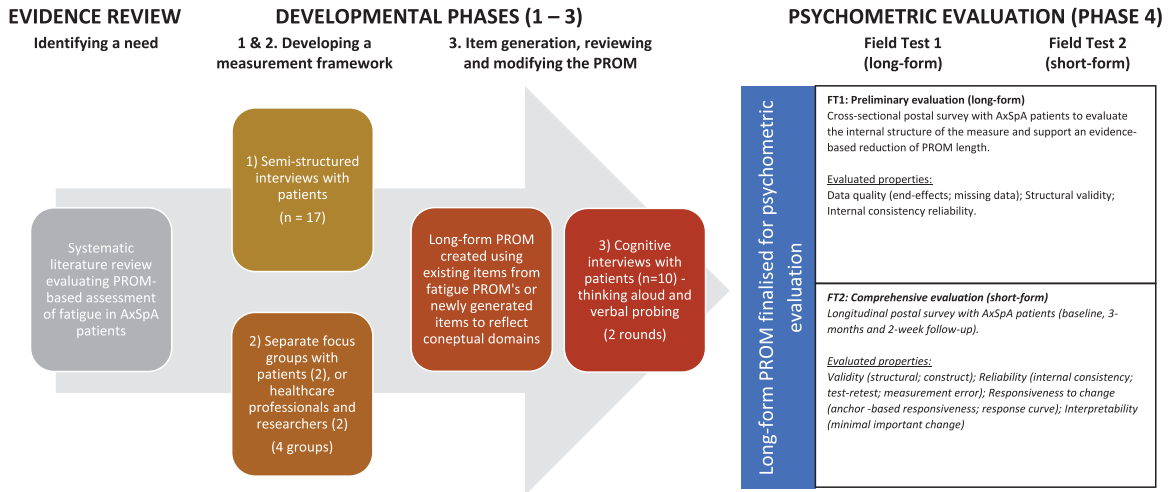 EVIDENCE REVIEW
Identifying a need
DEVELOPMENTAL PHASES (1 – 3)
1 & 2. Developing a
measurement framework
3. Item generation, reviewing
and modifying the PROM
PSYCHOMETRIC EVALUATION (PHASE 4)
Field Test 1
(long-form)
Field Test 2
(short-form)
Systematic
literature review
evaluating PROM-
based assessment
of fatigue in AxSpA
patients
1) Semi-structured
interviews with
patients
(n = 17)
2) Separate focus
groups with
patients (2), or
healthcare
professionals and
researchers (2)
(4 groups)
Long-form PROM
created using
existing items from
fatigue PROM's or
newly generated
items to reflect
coneptual domains
3) Cognitive
interviews with
patients (n=10) -
thinking aloud and
verbal probing
(2 rounds)
Long-form PROM finalised for psychometric
evaluation
FT1: Preliminary evaluation (long-form)
Cross-sectional postal survey with AxSpA patients to evaluate
the internal structure of the measure and support an evidence-
based reduction of PROM length.
Evaluated properties:
Data quality (end-effects; missing data); Structural validity;
Internal consistency reliability.
FT2: Comprehensive evaluation (short-form)
Longitudinal postal survey with AxSpA patients (baseline, 3-
months and 2-week follow-up).
Evaluated properties:
Validity (structural; construct); Reliability (internal consistency;
test-retest; measurement error); Responsiveness to change
(anchor -based responsiveness; response curve); Interpretability
(minimal important change)